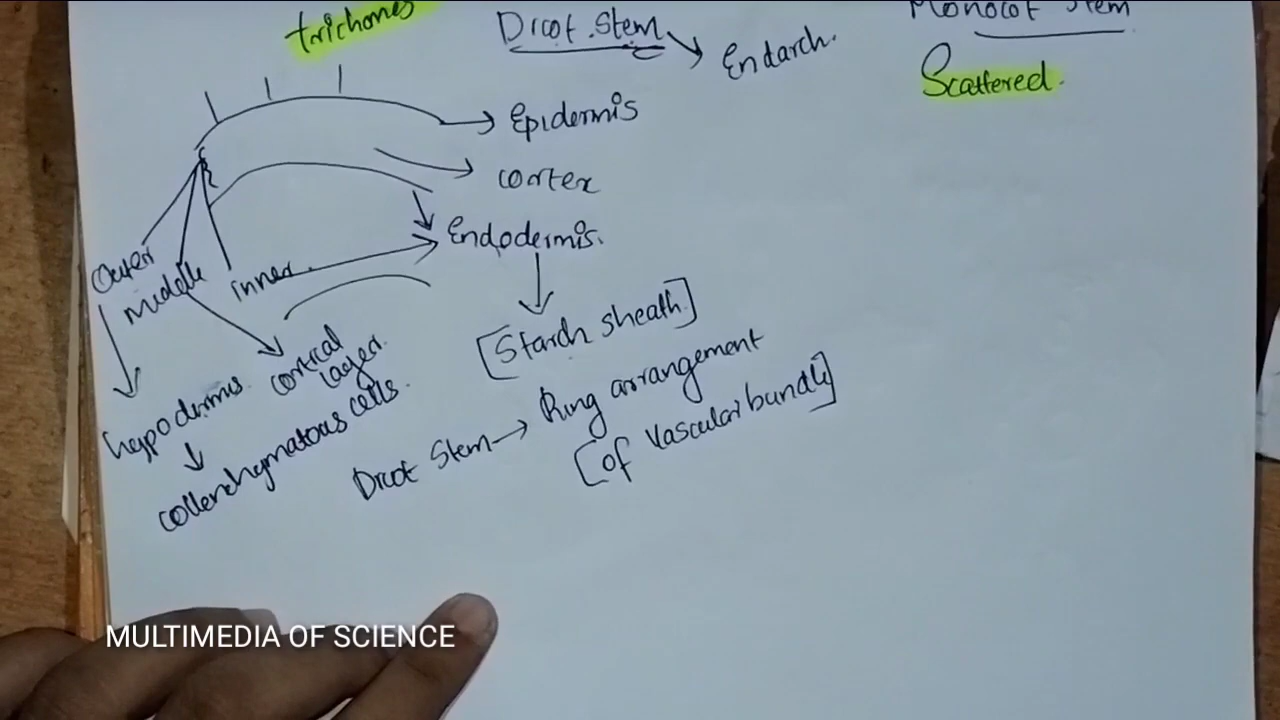 trichomes
Dicot Stem
Monocot Stem
Endarch.
Scattered.
Epidermis
cortex
Endodermis.
Outer
middle
inner
[Starch sheath]
hypodermis
cortical
layer
collenchymatous cells.
Dicot Stem → Ring arrangement
[of Vascular bundle]
MULTIMEDIA OF SCIENCE